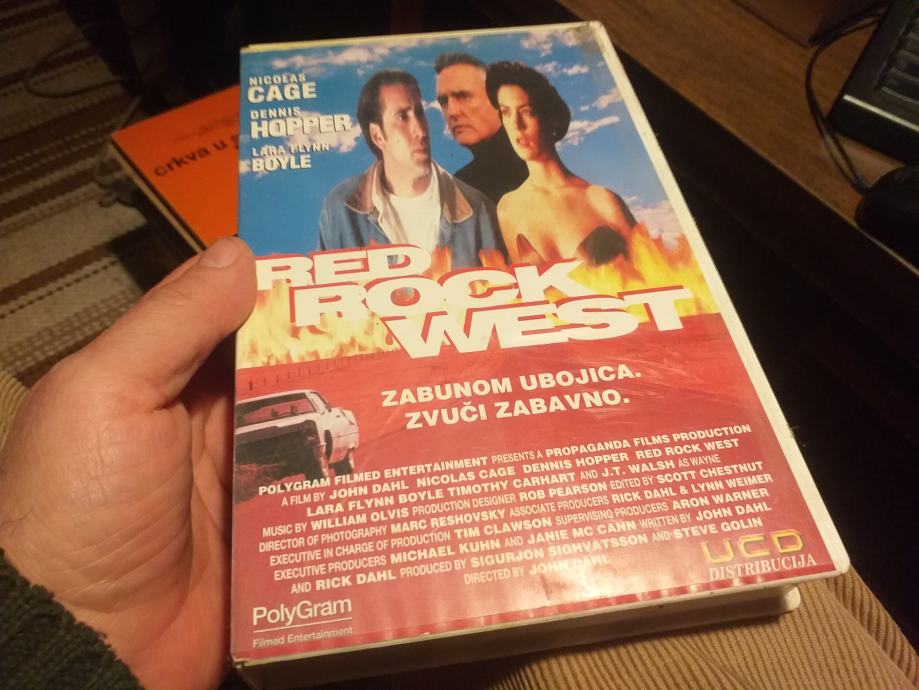 NICOLAS
CAGE
DENNIS
HOPPER
LARA FLYNN
BOYLE
crkva u
RED
ROCK
WEST
ZABUNOM UBOJICA.
ZVUČI ZABAVNO.
POLYGRAM FILMED ENTERTAINMENT PRESENTS A PROPAGANDA FILMS PRODUCTION
A FILM BY JOHN DAHL NICOLAS CAGE DENNIS HOPPER RED ROCK WEST
LARA FLYNN BOYLE TIMOTHY CARHART AND J.T. WALSH AS WAYNE
MUSIC BY WILLIAM OLVIS PRODUCTION DESIGNER ROB PEARSON EDITED BY SCOTT CHESTNUT
DIRECTOR OF PHOTOGRAPHY MARC RESHOVSKY ASSOCIATE PRODUCERS RICK DAHL & LYNN WEIMER
EXECUTIVE IN CHARGE OF PRODUCTION TIM CLAWSON SUPERVISING PRODUCERS ARON WARNER
EXECUTIVE PRODUCERS MICHAEL KUHN AND JANIE MC CANN WRITTEN BY JOHN DAHL
AND RICK DAHL PRODUCED BY SIGURJON SIGHVATSSON AND STEVE GOLIN
DIRECTED BY JOHN DAHL
UCD
DISTRIBUCIJA
PolyGram
Filmed Entertainment